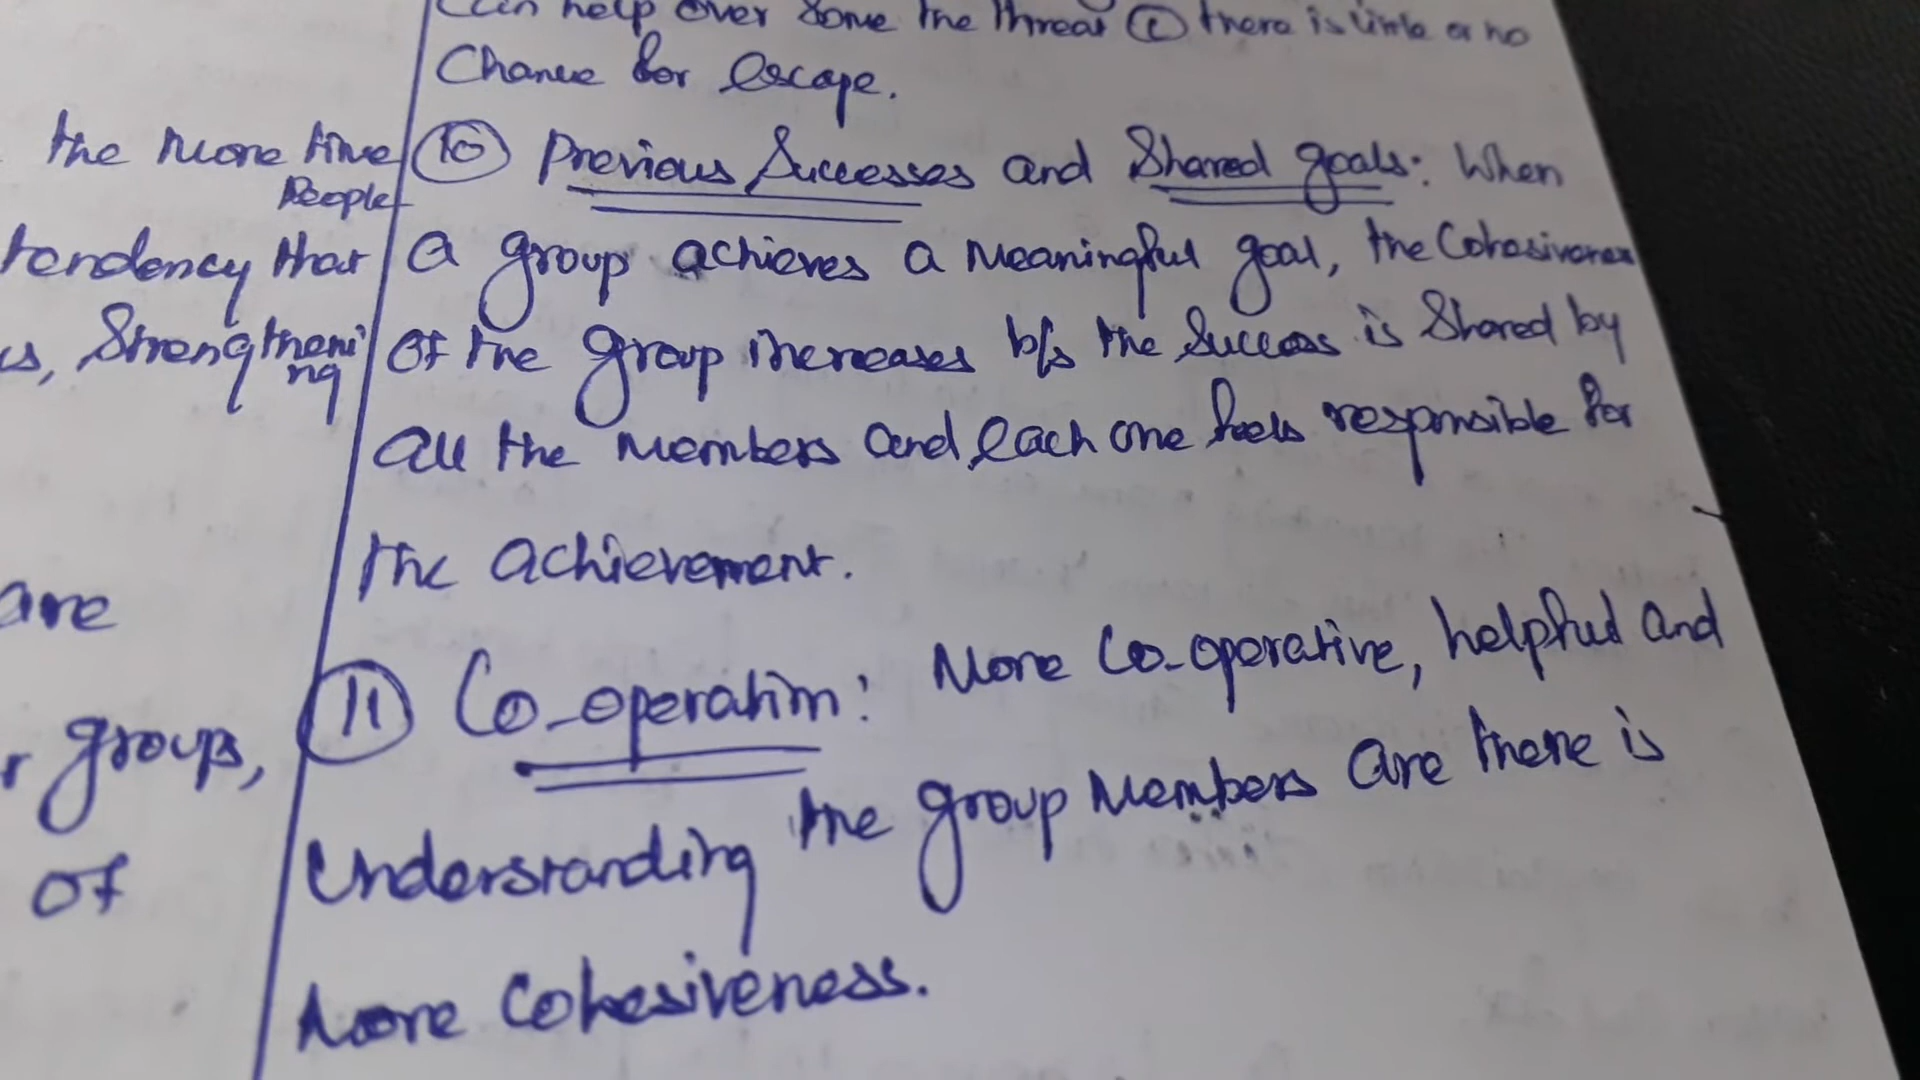 the more time
People
tendency that
is, Strengtheni
ng
are
r groups,
of
Can help over some the threat (c) there is little or no
Chance for escape.
(10) Previous Successes and Shared goals: When
a group achieves a meaningful goal, the Cohesiveness
of the group increases b/s the Success is Shared by
all the members and each one feels responsible for
the achievement.
(11) Co-operation: More Co-operative, helpful and
Understanding the group members are there is
more Cohesiveness.